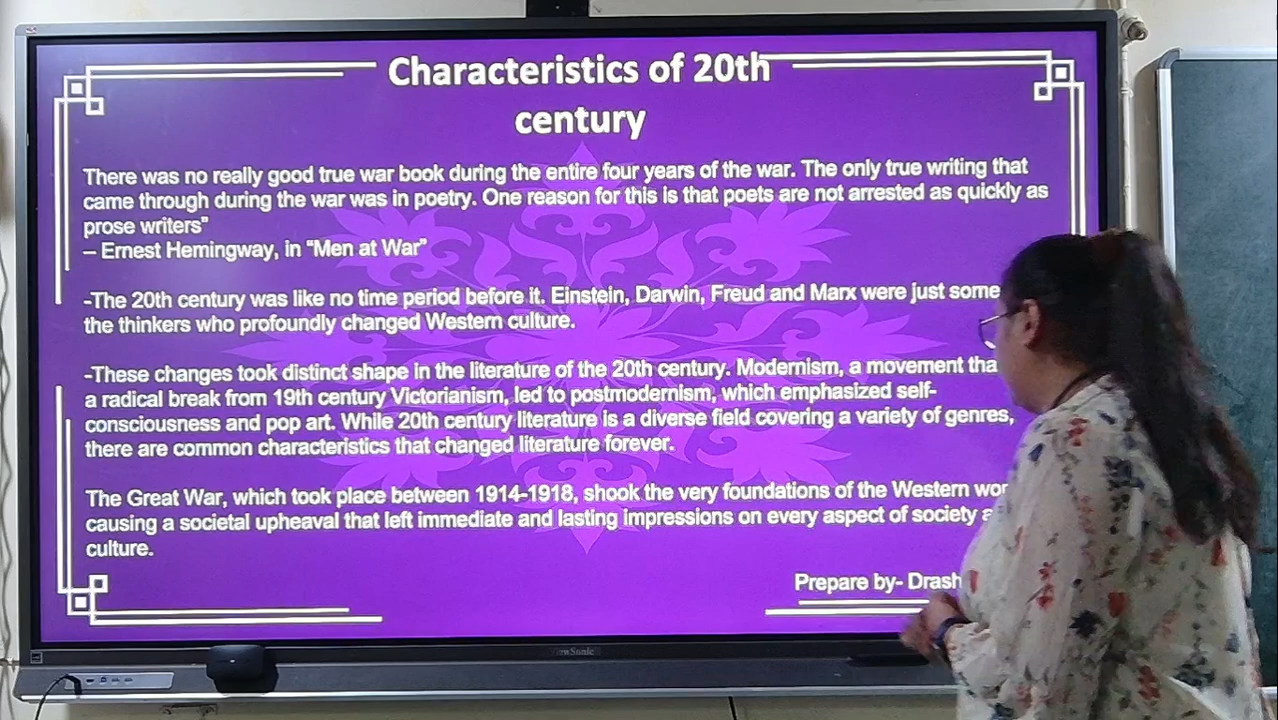 Characteristics of 20th
century
There was no really good true war book during the entire four years of the war. The only true writing that
came through during the war was in poetry. One reason for this is that poets are not arrested as quickly as
prose writers”
– Ernest Hemingway, in “Men at War”
-The 20th century was like no time period before it. Einstein, Darwin, Freud and Marx were just some
the thinkers who profoundly changed Western culture.
-These changes took distinct shape in the literature of the 20th century. Modernism, a movement
a radical break from 19th century Victorianism, led to postmodernism, which emphasized self-
consciousness and pop art. While 20th century literature is a diverse field covering a variety of genres,
there are common characteristics that changed literature forever.
The Great War, which took place between 1914-1918, shook the very foundations of the Western
causing a societal upheaval that left immediate and lasting impressions on every aspect of society
culture.
Prepare by-
ViewSonic